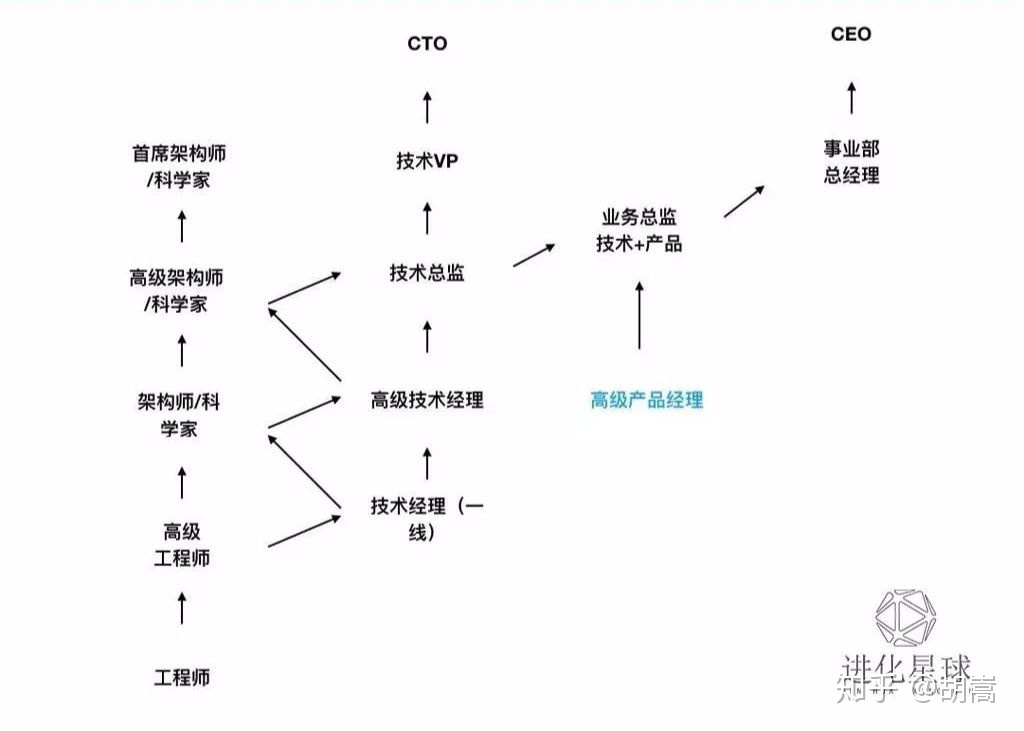 CTO
CEO
首席架构师
/科学家
技术VP
事业部
总经理
业务总监
技术+产品
高级架构师
/科学家
技术总监
架构师/科
学家
高级技术经理
高级产品经理
技术经理（一
线）
高级
工程师
工程师
进化星球
知乎 @胡嵩